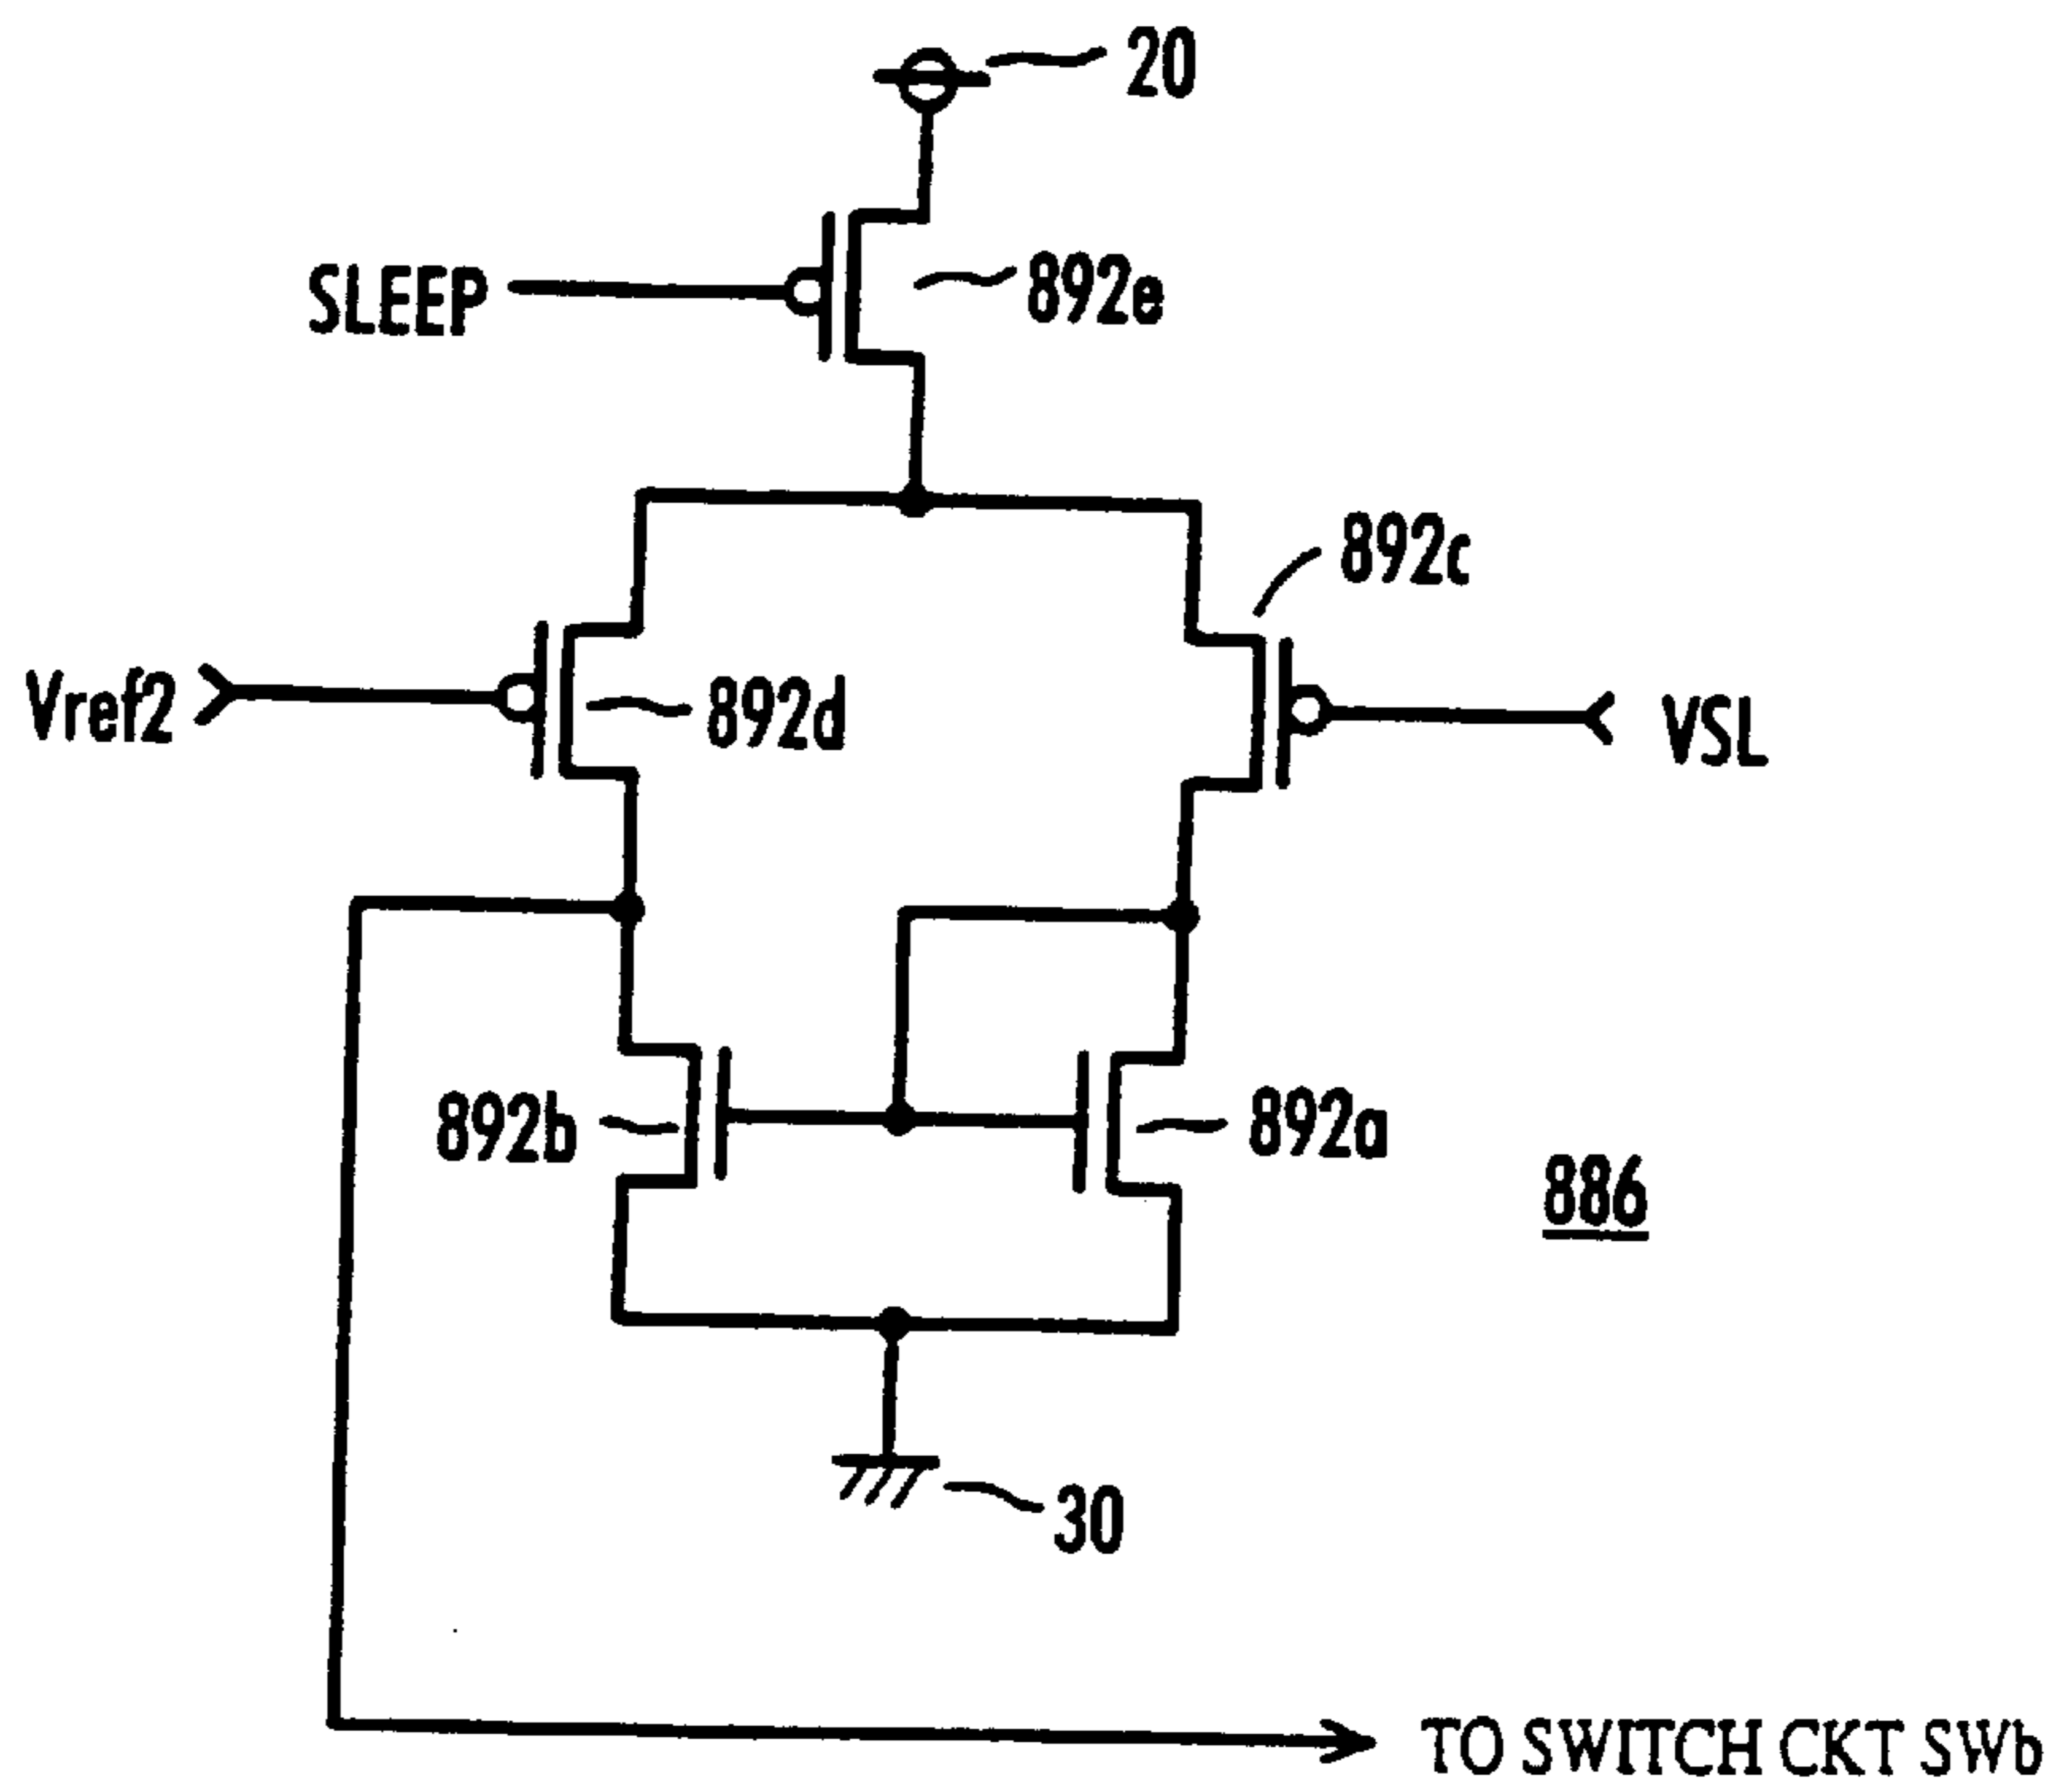 20
SLEEP
892e
892c
Vref2
892d
VSL
892b
892a
886
30
TO SWITCH CKT SWb